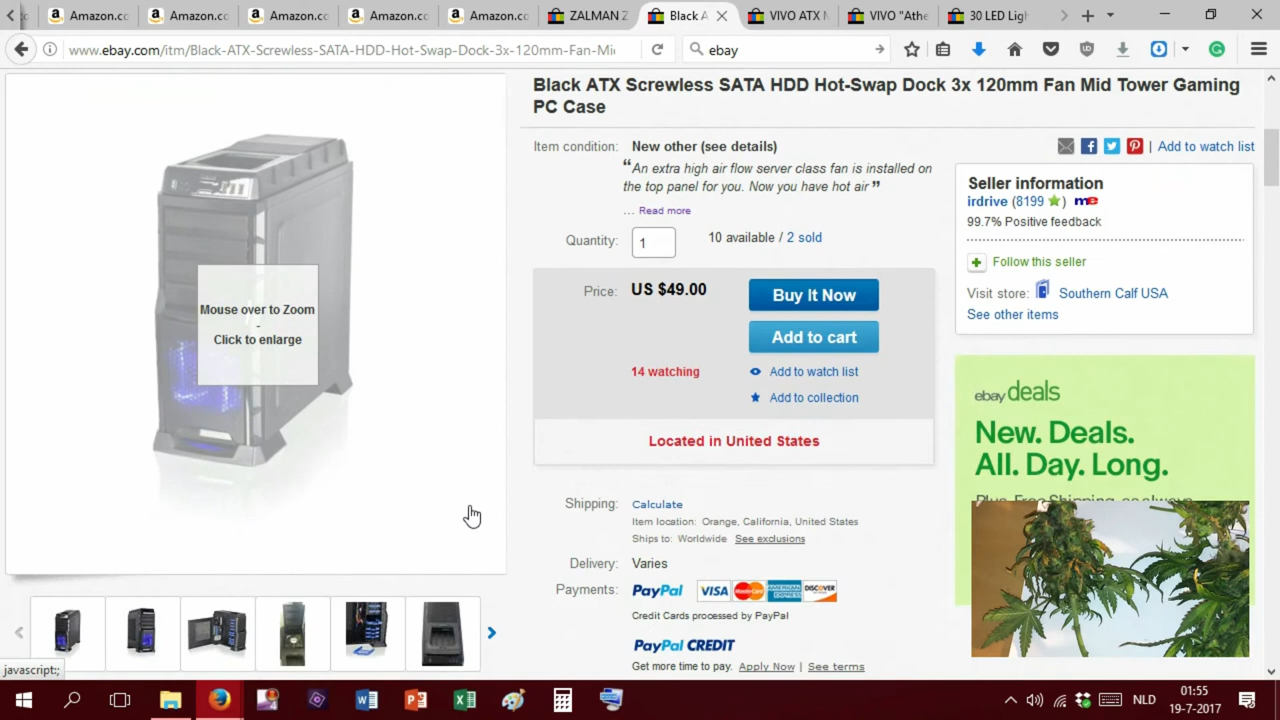 Amazon.co
Amazon.co
Amazon.co
Amazon.co
Amazon.co
ZALMAN Z
Black A
VIVO ATX M
VIVO "Athe
30 LED Ligh
www.ebay.com/itm/Black-ATX-Screwless-SATA-HDD-Hot-Swap-Dock-3x-120mm-Fan-Mi
ebay
Black ATX Screwless SATA HDD Hot-Swap Dock 3x 120mm Fan Mid Tower Gaming
PC Case
Item condition: New other (see details)
“An extra high air flow server class fan is installed on
the top panel for you. Now you have hot air”
... Read more
Quantity: 1 10 available / 2 sold
Price: US $49.00
Buy It Now
Add to cart
14 watching
Add to watch list
Add to collection
Located in United States
Shipping: Calculate
Item location: Orange, California, United States
Ships to: Worldwide See exclusions
Delivery: Varies
Payments: PayPal VISA MasterCard AMERICAN EXPRESS DISCOVER
Credit Cards processed by PayPal
PayPal CREDIT
Get more time to pay. Apply Now | See terms
| Add to watch list
Seller information
irdrive (8199 ) me
99.7% Positive feedback
Follow this seller
Visit store: Southern Calf USA
See other items
ebay deals
New. Deals.
All. Day. Long.
Plus, Free Shipping, as always
Mouse over to Zoom
-
Click to enlarge
javascript:;
NLD
01:55
19-7-2017